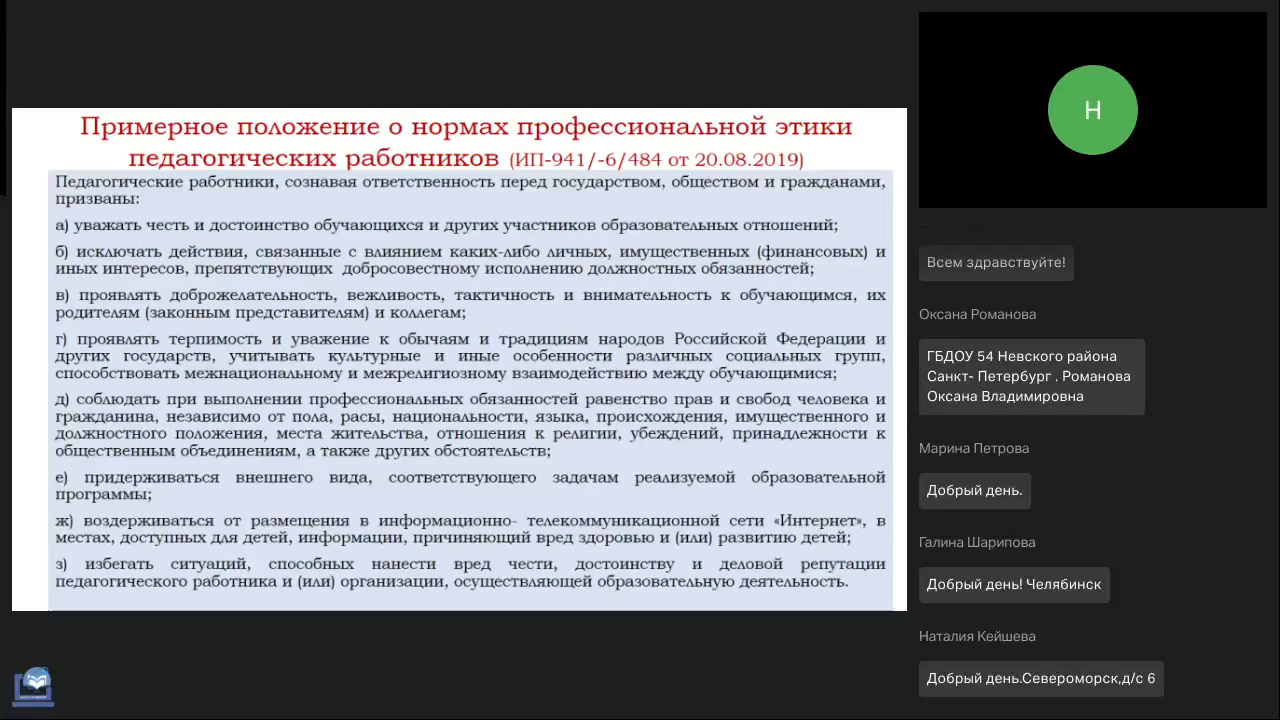 Примерное положение о нормах профессиональной этики
педагогических работников (ИП-941/-6/484 от 20.08.2019)
Педагогические работники, сознавая ответственность перед государством, обществом и гражданами,
призваны:
а) уважать честь и достоинство обучающихся и других участников образовательных отношений;
б) исключать действия, связанные с влиянием каких-либо личных, имущественных (финансовых) и
иных интересов, препятствующих добросовестному исполнению должностных обязанностей;
в) проявлять доброжелательность, вежливость, тактичность и внимательность к обучающимся, их
родителям (законным представителям) и коллегам;
г) проявлять терпимость и уважение к обычаям и традициям народов Российской Федерации и
других государств, учитывать культурные и иные особенности различных социальных групп,
способствовать межнациональному и межрелигиозному взаимодействию между обучающимися;
д) соблюдать при выполнении профессиональных обязанностей равенство прав и свобод человека и
гражданина, независимо от пола, расы, национальности, языка, происхождения, имущественного и
должностного положения, места жительства, отношения к религии, убеждений, принадлежности к
общественным объединениям, а также других обстоятельств;
е) придерживаться внешнего вида, соответствующего задачам реализуемой образовательной
программы;
ж) воздерживаться от размещения в информационно- телекоммуникационной сети «Интернет», в
местах, доступных для детей, информации, причиняющий вред здоровью и (или) развитию детей;
з) избегать ситуаций, способных нанести вред чести, достоинству и деловой репутации
педагогического работника и (или) организации, осуществляющей образовательную деятельность.
Н
Всем здравствуйте!
Оксана Романова
ГБДОУ 54 Невского района
Санкт- Петербург . Романова
Оксана Владимировна
Марина Петрова
Добрый день.
Галина Шарипова
Добрый день! Челябинск
Наталия Кейшева
Добрый день.Североморск,д/с 6